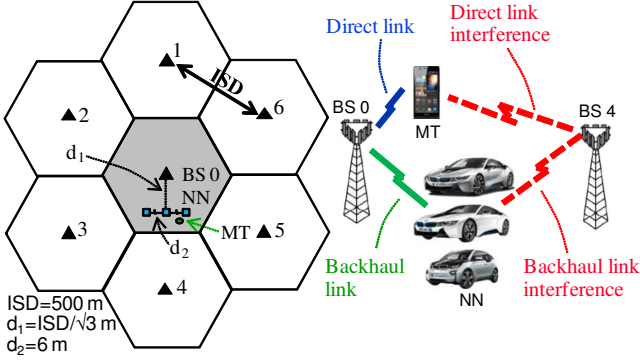 1
ISD
6
2
d₁
BS 0
NN
3
MT
5
d₂
4
ISD=500 m
d₁=ISD/√3 m
d₂=6 m
Direct link
Direct link
interference
BS 0
MT
BS 4
Backhaul
link
NN
Backhaul link
interference